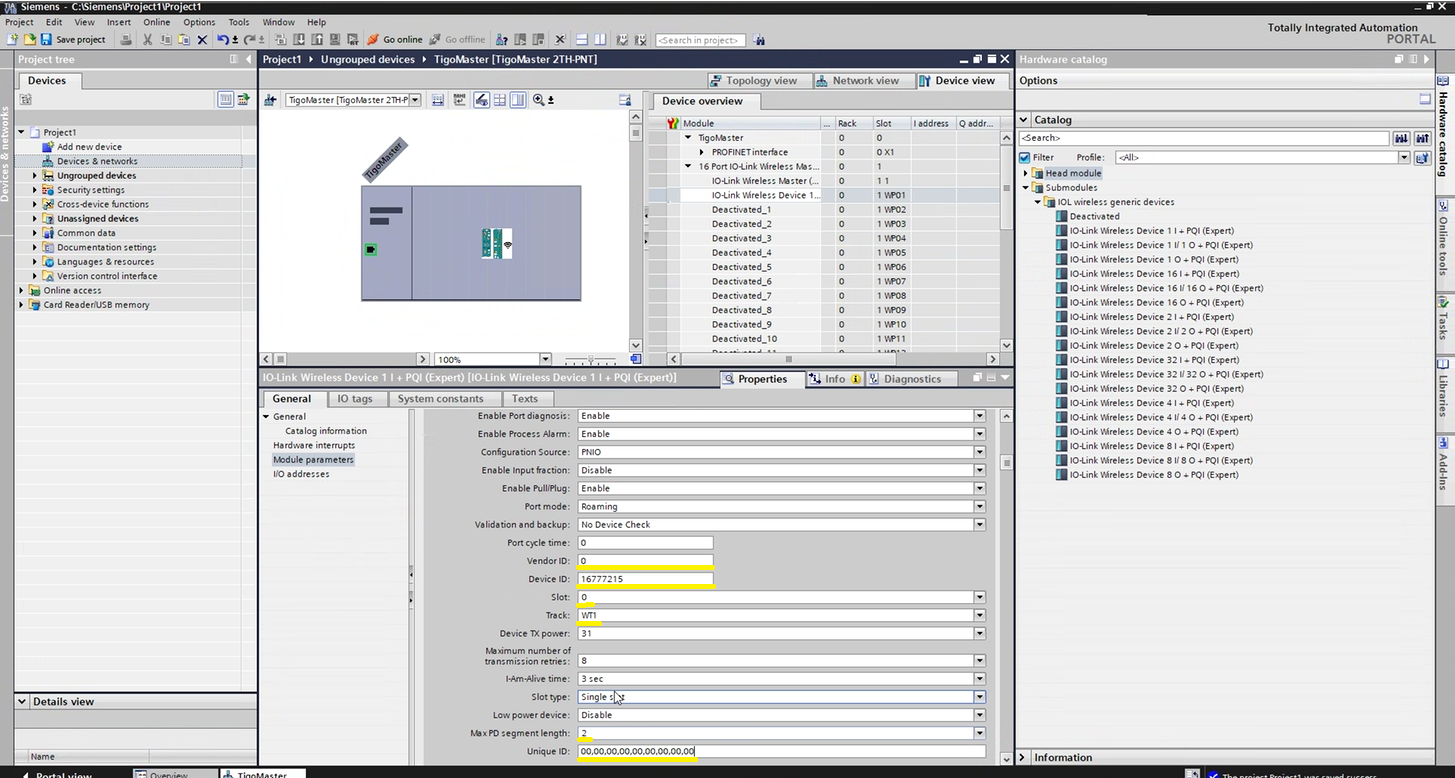 Siemens - C:\Siemens\Project1\Project1
Project Edit View Insert Online Options Tools Window Help
Totally Integrated Automation
PORTAL
Save project
Go online
Go offline
<Search in project>
Project tree
Devices
Devices & networks
Project1
Add new device
Devices & networks
Ungrouped devices
Security settings
Cross-device functions
Unassigned devices
Common data
Documentation settings
Languages & resources
Version control interface
Online access
Card Reader/USB memory
Details view
Name
Project1 Ungrouped devices TigoMaster [TigoMaster 2TH-PNT]
Topology view Network view Device view
TigoMaster [TigoMaster 2TH-P
TigoMaster
100%
Device overview
Module ... Rack Slot I address Q addr...
TigoMaster 0 0
PROFINET interface 0 0 X1
16 Port IO-Link Wireless Mas... 0 1
IO-Link Wireless Master (... 0 1 1
IO-Link Wireless Device 1... 0 1 WP01
Deactivated_1 0 1 WP02
Deactivated_2 0 1 WP03
Deactivated_3 0 1 WP04
Deactivated_4 0 1 WP05
Deactivated_5 0 1 WP06
Deactivated_6 0 1 WP07
Deactivated_7 0 1 WP08
Deactivated_8 0 1 WP09
Deactivated_9 0 1 WP10
Deactivated_10 0 1 WP11
IO-Link Wireless Device 1 I + PQI (Expert) [IO-Link Wireless Device 1 I + PQI (Expert)]
Properties Info Diagnostics
General IO tags System constants Texts
General
Catalog information
Hardware interrupts
Module parameters
I/O addresses
Enable Port diagnosis: Enable
Enable Process Alarm: Enable
Configuration Source: PNIO
Enable Input fraction: Disable
Enable Pull/Plug: Enable
Port mode: Roaming
Validation and backup: No Device Check
Port cycle time: 0
Vendor ID: 0
Device ID: 16777215
Slot: 0
Track: WT1
Device TX power: 31
Maximum number of
transmission retries: 8
I-Am-Alive time: 3 sec
Slot type: Single slot
Low power device: Disable
Max PD segment length: 2
Unique ID: 00,00,00,00,00,00,00,00,00
Hardware catalog
Options
Catalog
<Search>
Filter Profile: <All>
Head module
Submodules
IOL wireless generic devices
Deactivated
IO-Link Wireless Device 1 I + PQI (Expert)
IO-Link Wireless Device 1 I/ 1 O + PQI (Expert)
IO-Link Wireless Device 1 O + PQI (Expert)
IO-Link Wireless Device 16 I + PQI (Expert)
IO-Link Wireless Device 16 I/ 16 O + PQI (Expert)
IO-Link Wireless Device 16 O + PQI (Expert)
IO-Link Wireless Device 2 I + PQI (Expert)
IO-Link Wireless Device 2 I/ 2 O + PQI (Expert)
IO-Link Wireless Device 2 O + PQI (Expert)
IO-Link Wireless Device 32 I + PQI (Expert)
IO-Link Wireless Device 32 I/ 32 O + PQI (Expert)
IO-Link Wireless Device 32 O + PQI (Expert)
IO-Link Wireless Device 4 I + PQI (Expert)
IO-Link Wireless Device 4 I/ 4 O + PQI (Expert)
IO-Link Wireless Device 4 O + PQI (Expert)
IO-Link Wireless Device 8 I + PQI (Expert)
IO-Link Wireless Device 8 I/ 8 O + PQI (Expert)
IO-Link Wireless Device 8 O + PQI (Expert)
Information
Hardware catalog
Online tools
Tasks
Libraries
Add-Ins
Portal view Overview TigoMaster
The project Project1 was saved success